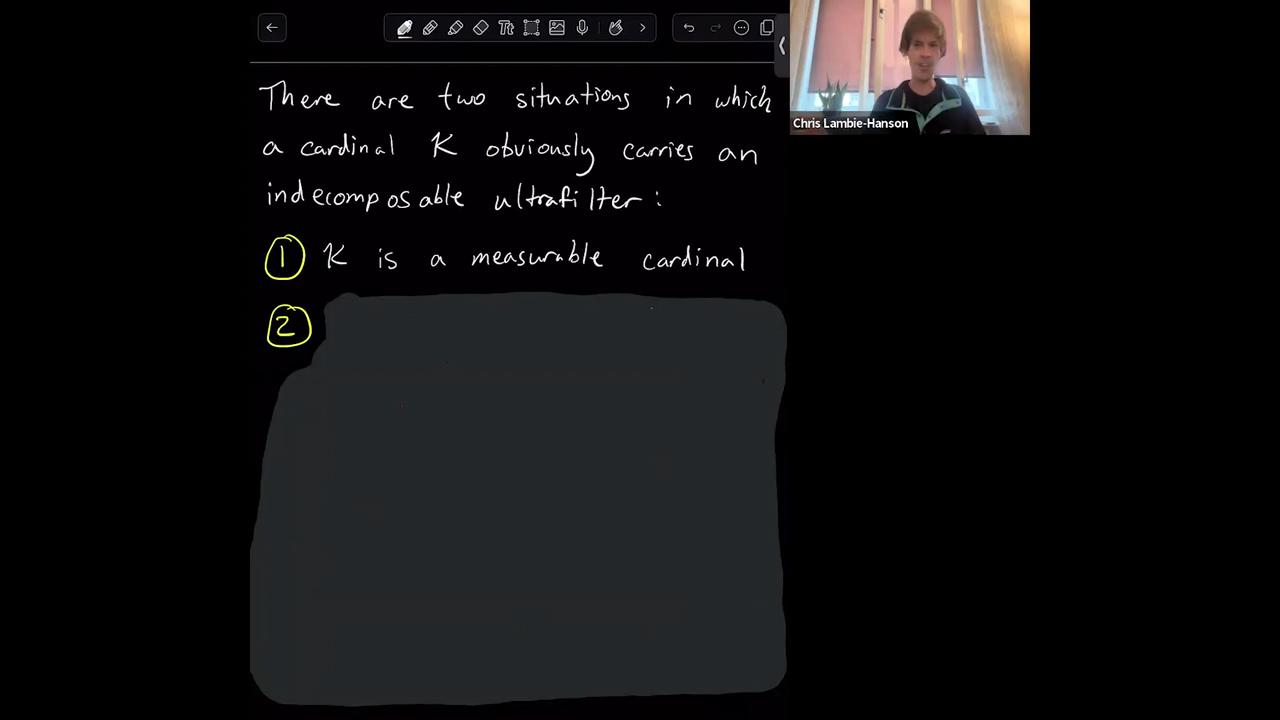 Tt
There are two situations in which
a cardinal K obviously carries an
indecomposable ultrafilter:
1 K is a measurable cardinal
2
Chris Lambie-Hanson